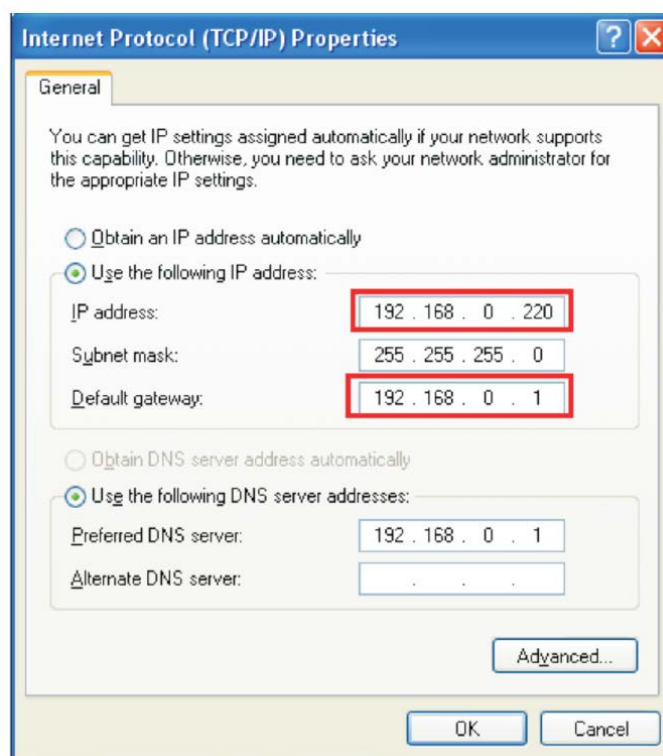 Internet Protocol (TCP/IP) Properties
General
You can get IP settings assigned automatically if your network supports
this capability. Otherwise, you need to ask your network administrator for
the appropriate IP settings.
Obtain an IP address automatically
Use the following IP address:
IP address: 192 . 168 . 0 . 220
Subnet mask: 255 . 255 . 255 . 0
Default gateway: 192 . 168 . 0 . 1
Obtain DNS server address automatically
Use the following DNS server addresses:
Preferred DNS server: 192 . 168 . 0 . 1
Alternate DNS server: . . .
Advanced...
OK Cancel